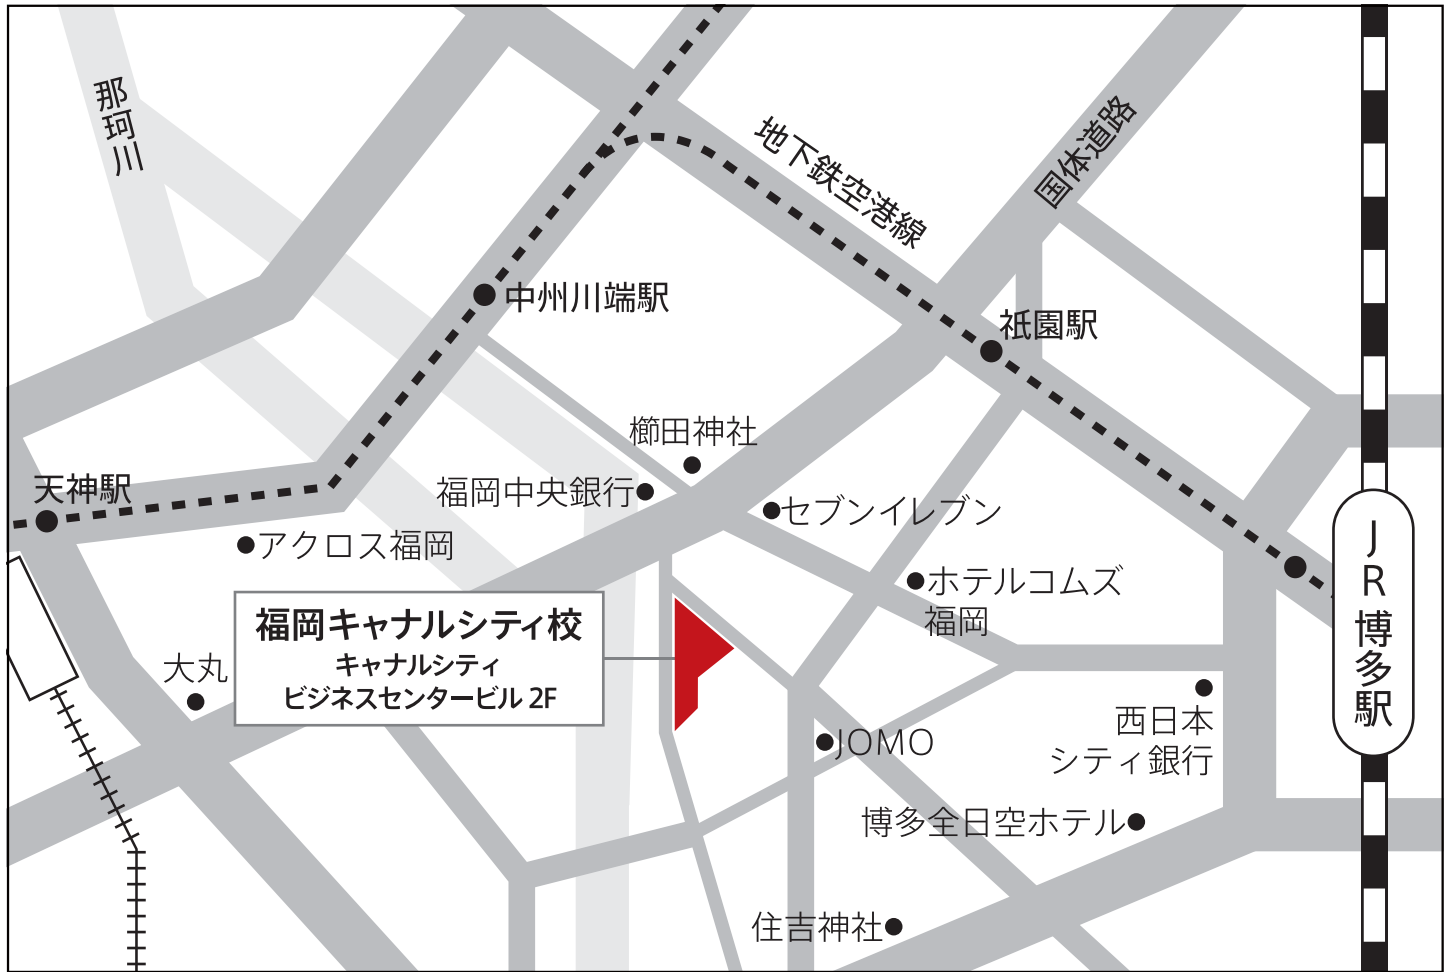 那珂川
地下鉄空港線
国体道路
中州川端駅
祇園駅
櫛田神社
天神駅
福岡中央銀行
セブンイレブン
アクロス福岡
ホテルコムズ
福岡
JR博多駅
福岡キャナルシティ校
キャナルシティ
ビジネスセンタービル 2F
大丸
西日本
シティ銀行
JOMO
博多全日空ホテル
住吉神社